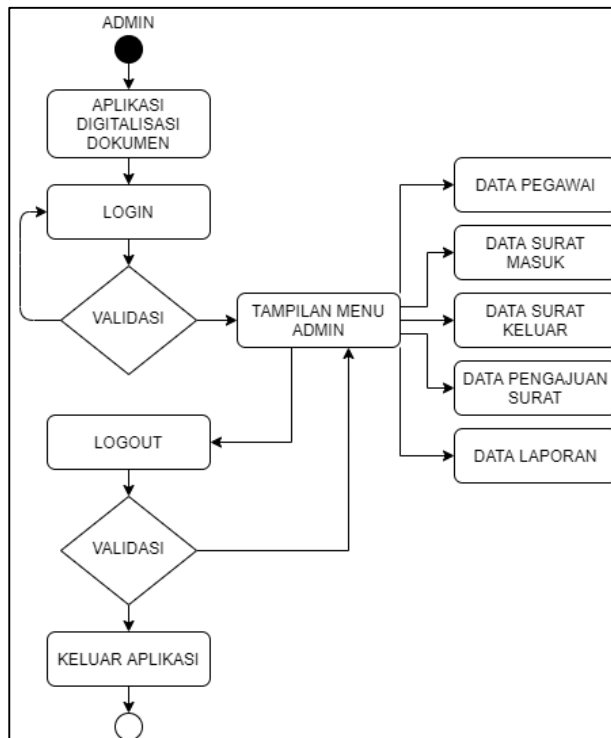 ADMIN
APLIKASI
DIGITALISASI
DOKUMEN
LOGIN
VALIDASI
TAMPILAN MENU
ADMIN
DATA PEGAWAI
DATA SURAT
MASUK
DATA SURAT
KELUAR
DATA PENGAJUAN
SURAT
DATA LAPORAN
LOGOUT
VALIDASI
KELUAR APLIKASI